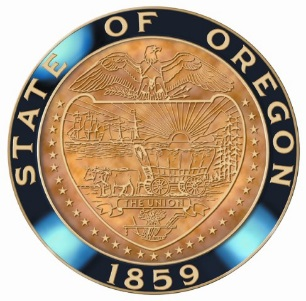 STATE OF OREGON
THE UNION
1859